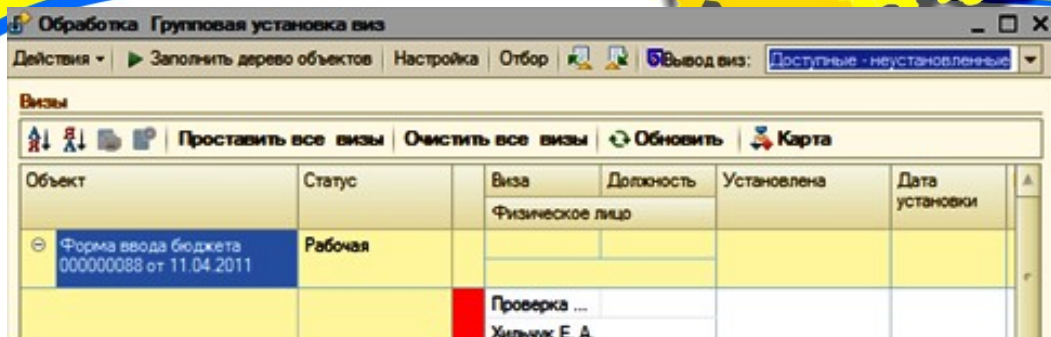 Обработка Групповая установка виз
Действия Заполнить дерево объектов Настройка Отбор Вывод виз: Доступные - неустановленные
Визы
Проставить все визы Очистить все визы Обновить Карта
Объект Статус Виза Должность Установлена Дата установки
Физическое лицо
Форма ввода бюджета Рабочая
000000088 от 11.04.2011
Проверка ...
Хильчук Е. А.